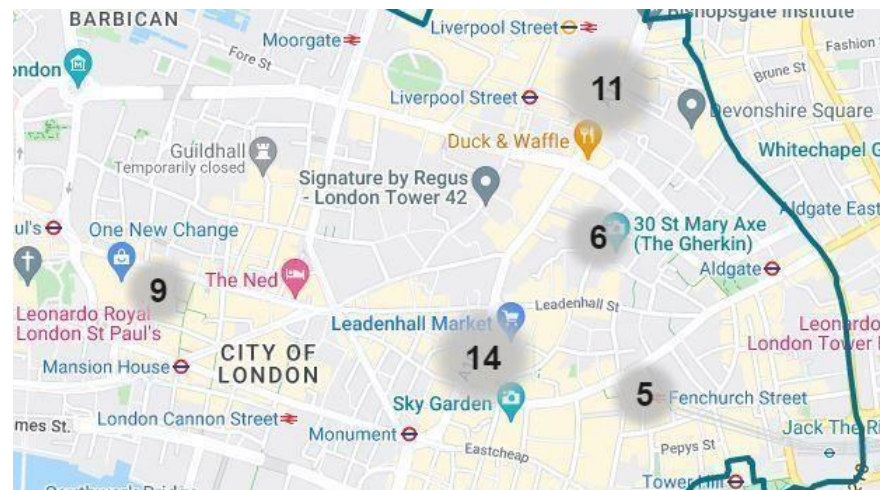 BARBICAN
Moorgate
Liverpool Street
Bishopsgate Institute
Fore St
Fashion
ondon
Brune St
11
Liverpool Street
Devonshire Square
Duck & Waffle
Guildhall
Temporarily closed
Whitechapel G
Signature by Regus
- London Tower 42
Aldgate East
ul's
One New Change
6
30 St Mary Axe
(The Gherkin)
Aldgate
The Ned
9
Leadenhall St
Leonardo Royal
London St Paul's
Leadenhall Market
Leonardo
London Tower
14
CITY OF
LONDON
Mansion House
5
Fenchurch Street
Sky Garden
London Cannon Street
mes St.
Monument
Jack The Ri
Eastcheap
Pepys St
Tower Hill